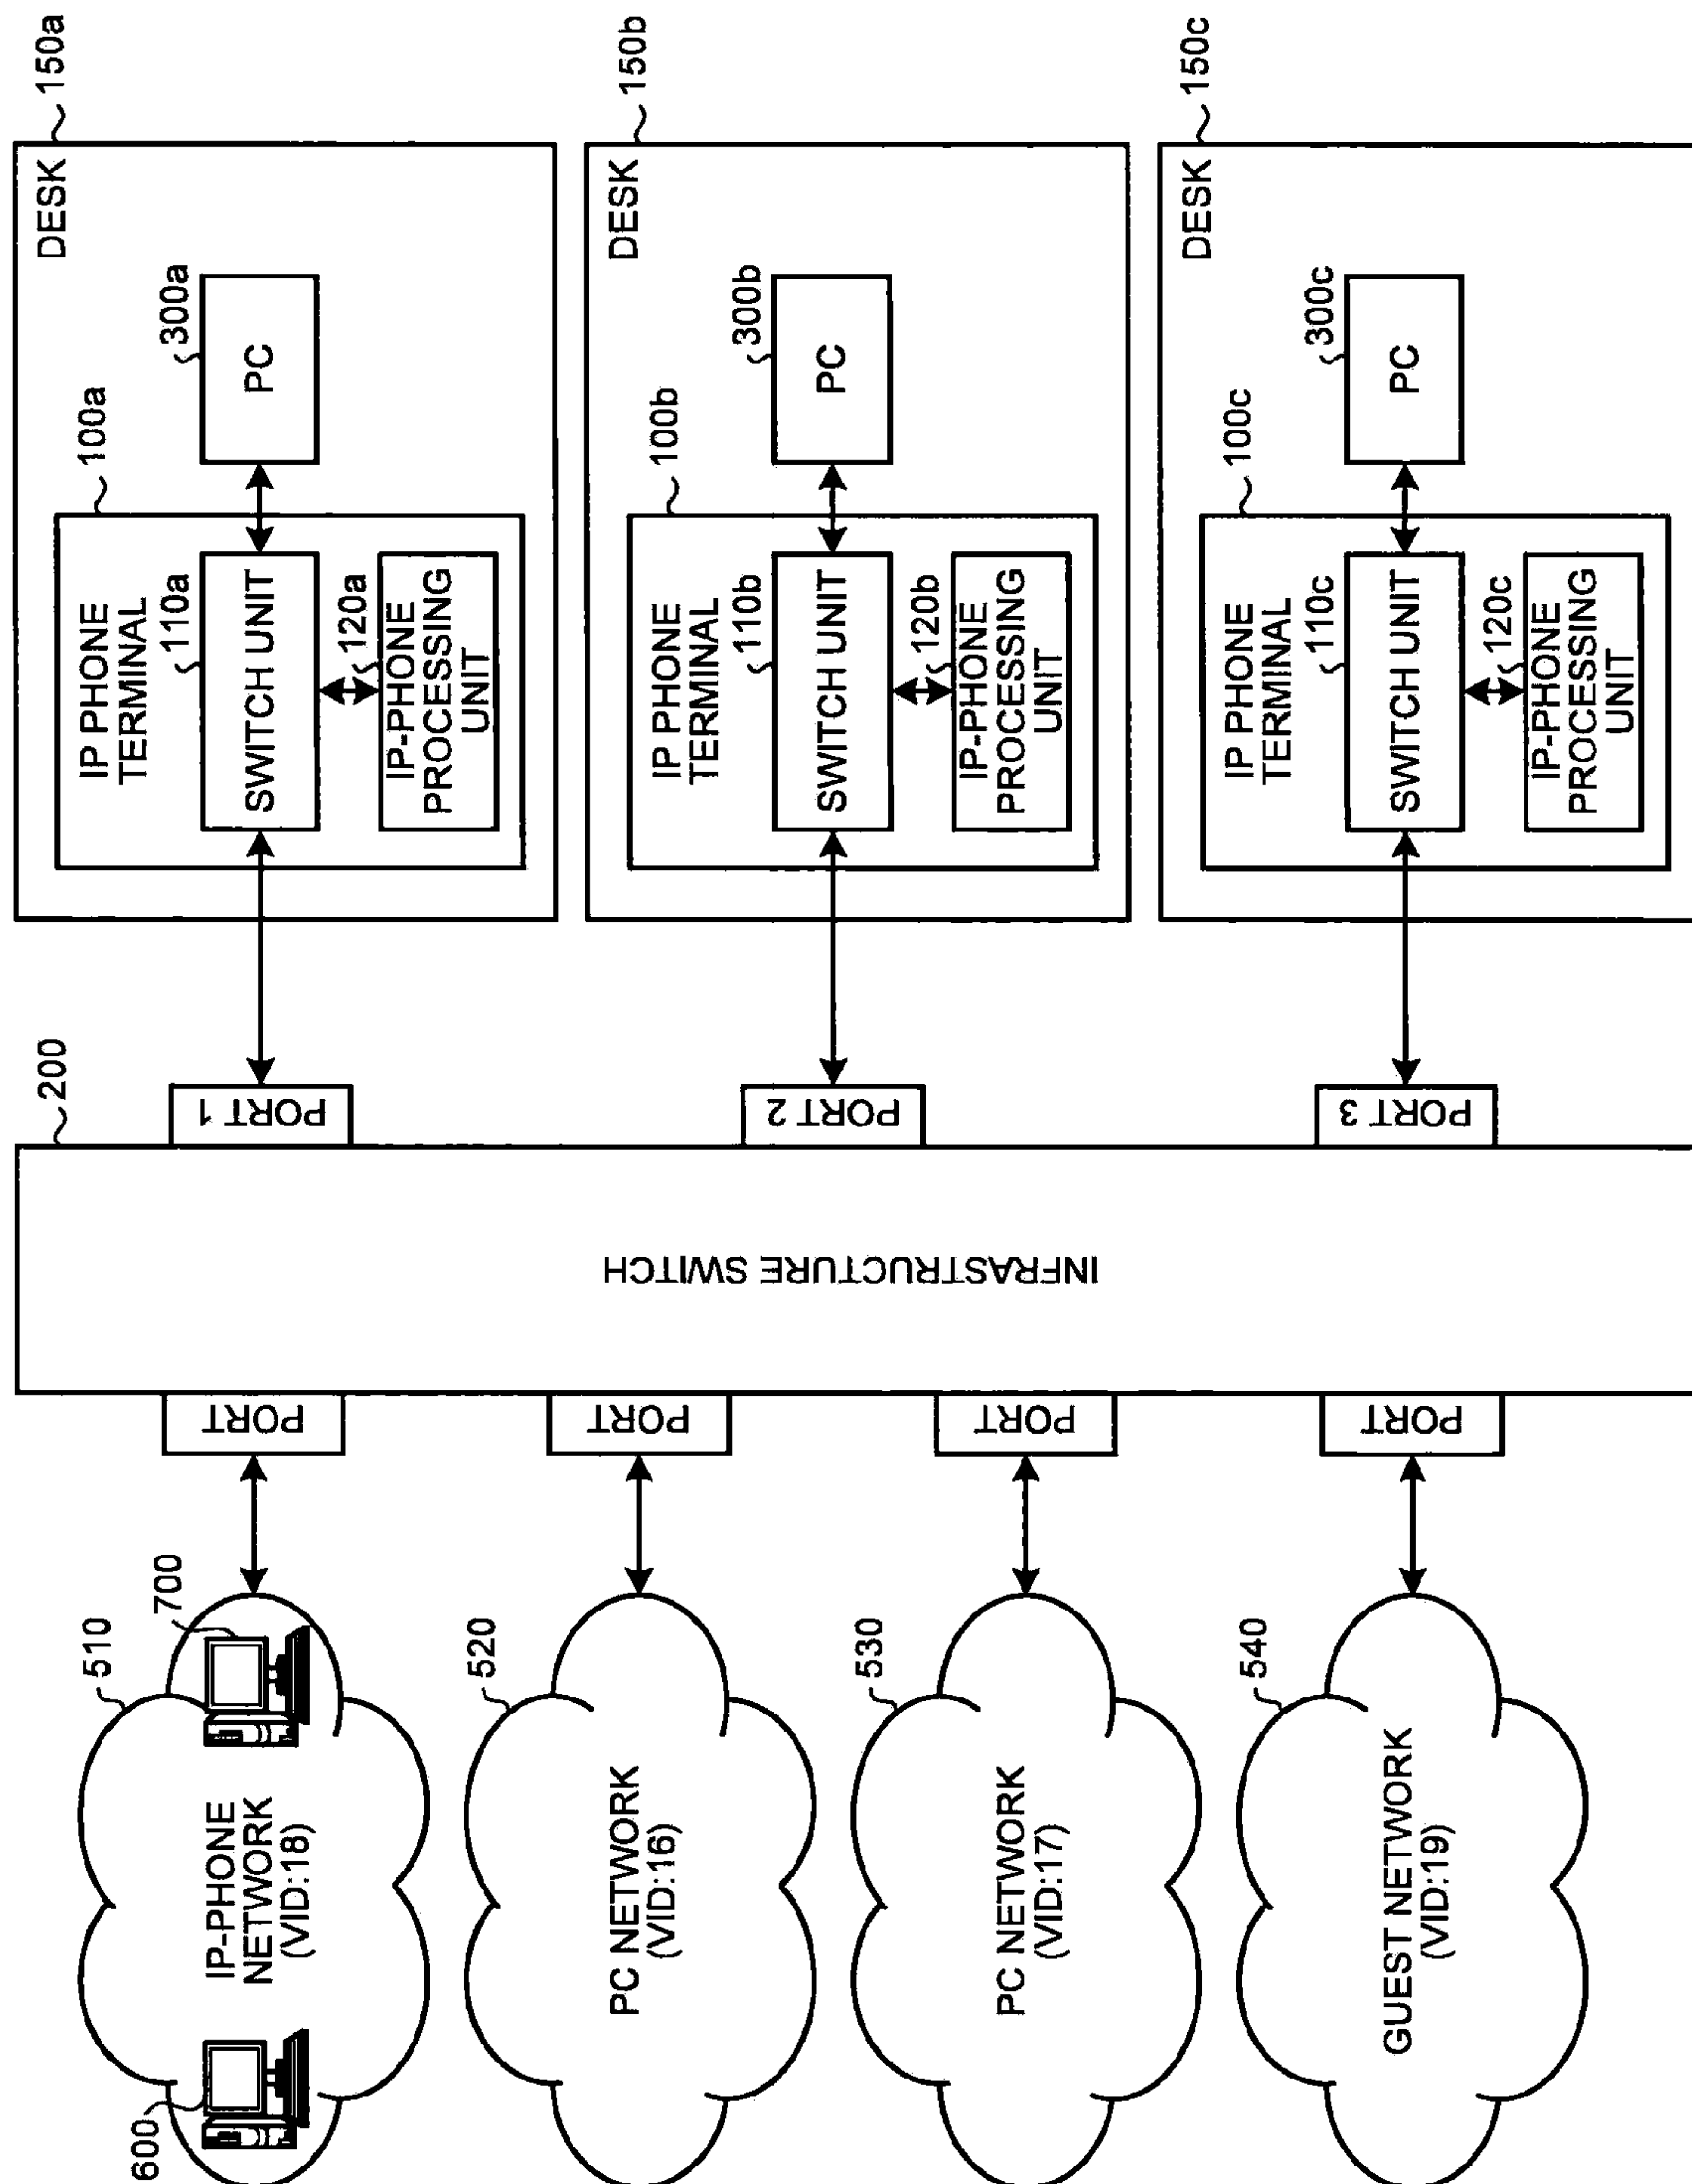 510
700
600
IP-PHONE
NETWORK
(VID:18)
520
PC NETWORK
(VID:16)
530
PC NETWORK
(VID:17)
540
GUEST NETWORK
(VID:19)
PORT
PORT
PORT
PORT
200
INFRASTRUCTURE SWITCH
PORT 1
PORT 2
PORT 3
150a
DESK
100a
IP PHONE
TERMINAL
110a
SWITCH UNIT
120a
IP-PHONE
PROCESSING
UNIT
300a
PC
150b
DESK
100b
IP PHONE
TERMINAL
110b
SWITCH UNIT
120b
IP-PHONE
PROCESSING
UNIT
300b
PC
150c
DESK
100c
IP PHONE
TERMINAL
110c
SWITCH UNIT
120c
IP-PHONE
PROCESSING
UNIT
300c
PC